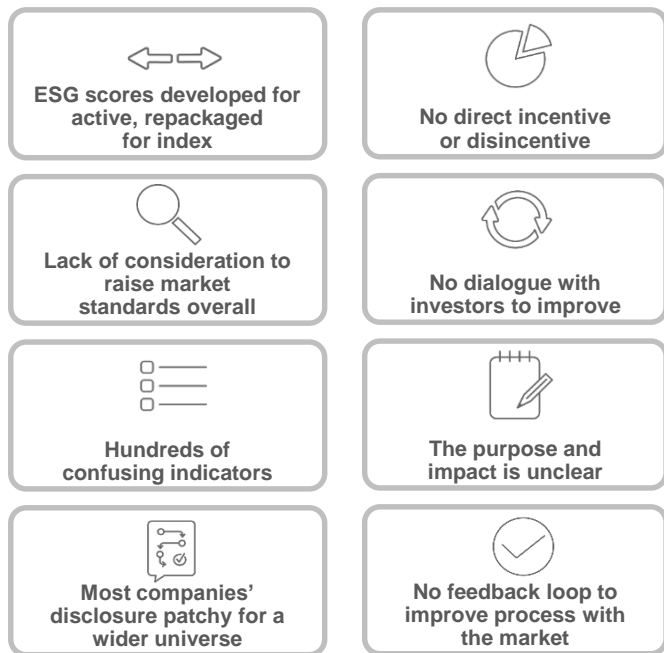 ESG scores developed for
active, repackaged
for index
No direct incentive
or disincentive
Lack of consideration to
raise market
standards overall
No dialogue with
investors to improve
Hundreds of
confusing indicators
The purpose and
impact is unclear
Most companies’
disclosure patchy for a
wider universe
No feedback loop to
improve process with
the market